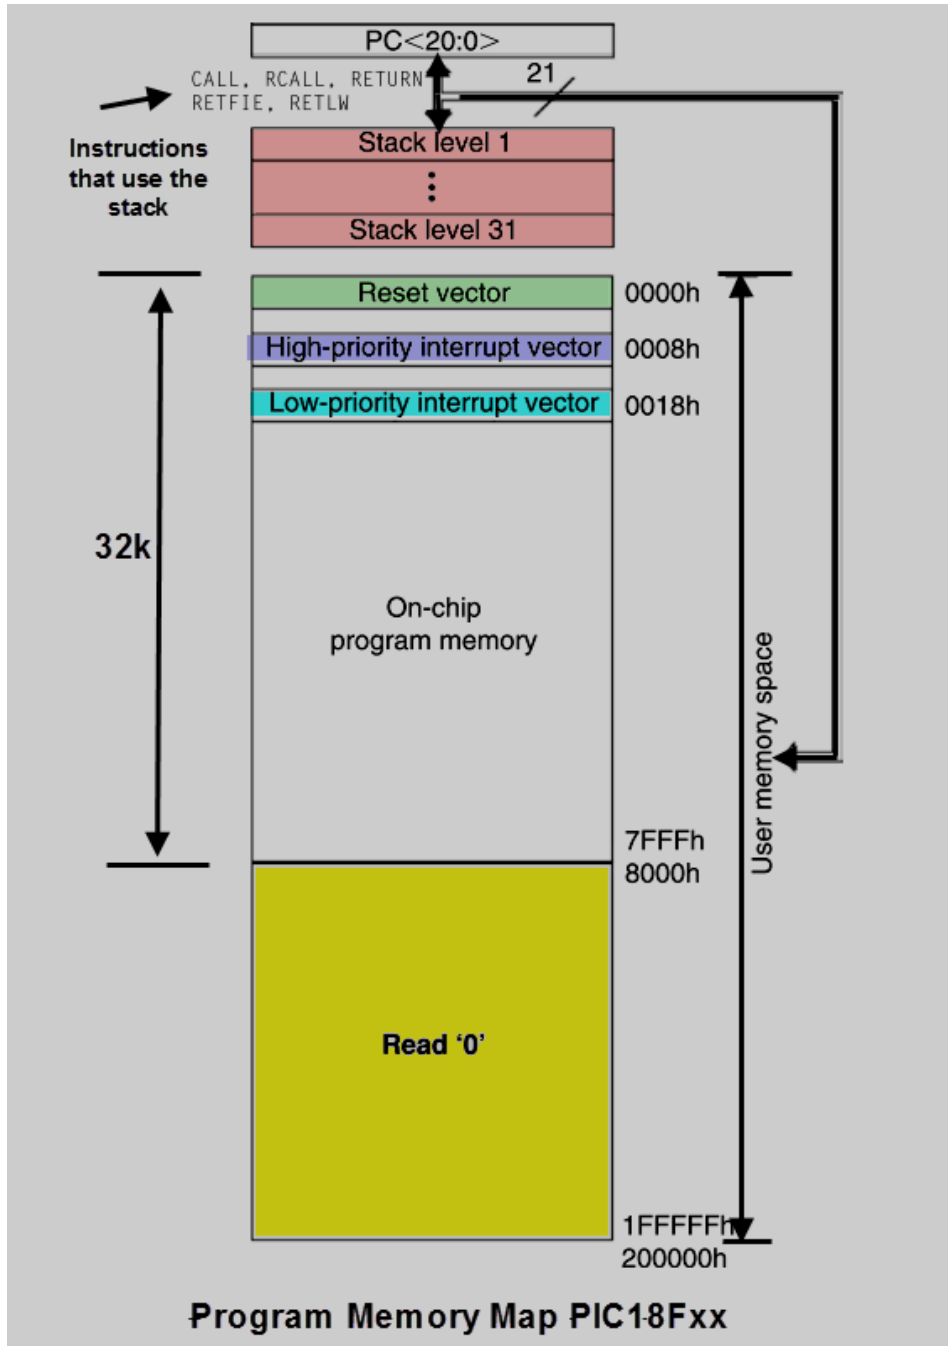 PC<20:0>
CALL, RCALL, RETURN
RETFIE, RETLW
21
Instructions
that use the
stack
Stack level 1
⋮
Stack level 31
Reset vector
0000h
High-priority interrupt vector
0008h
Low-priority interrupt vector
0018h
32k
On-chip
program memory
User memory space
7FFFh
8000h
Read ‘0’
1FFFFFh
200000h
Program Memory Map PIC18Fxx